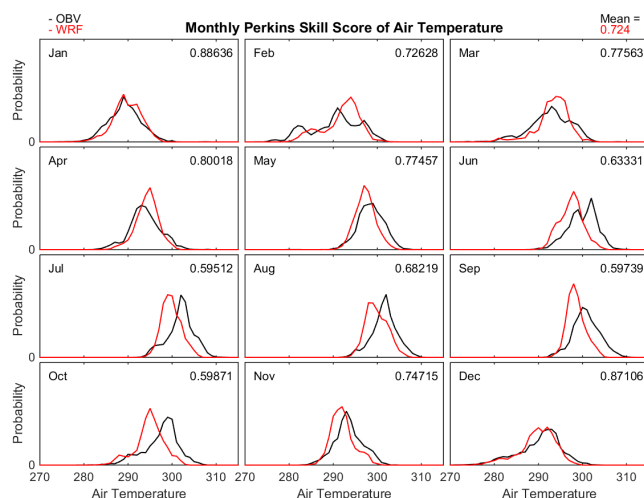 - OBV
- WRF
Monthly Perkins Skill Score of Air Temperature
Mean =
0.724
Probability
Jan
0.88636
Feb
0.72628
Mar
0.77563
0
Probability
Apr
0.80018
May
0.77457
Jun
0.63331
0
Probability
Jul
0.59512
Aug
0.68219
Sep
0.59739
0
Probability
Oct
0.59871
Nov
0.74715
Dec
0.87106
0
270 280 290 300 310 270 280 290 300 310 270 280 290 300 310
Air Temperature Air Temperature Air Temperature